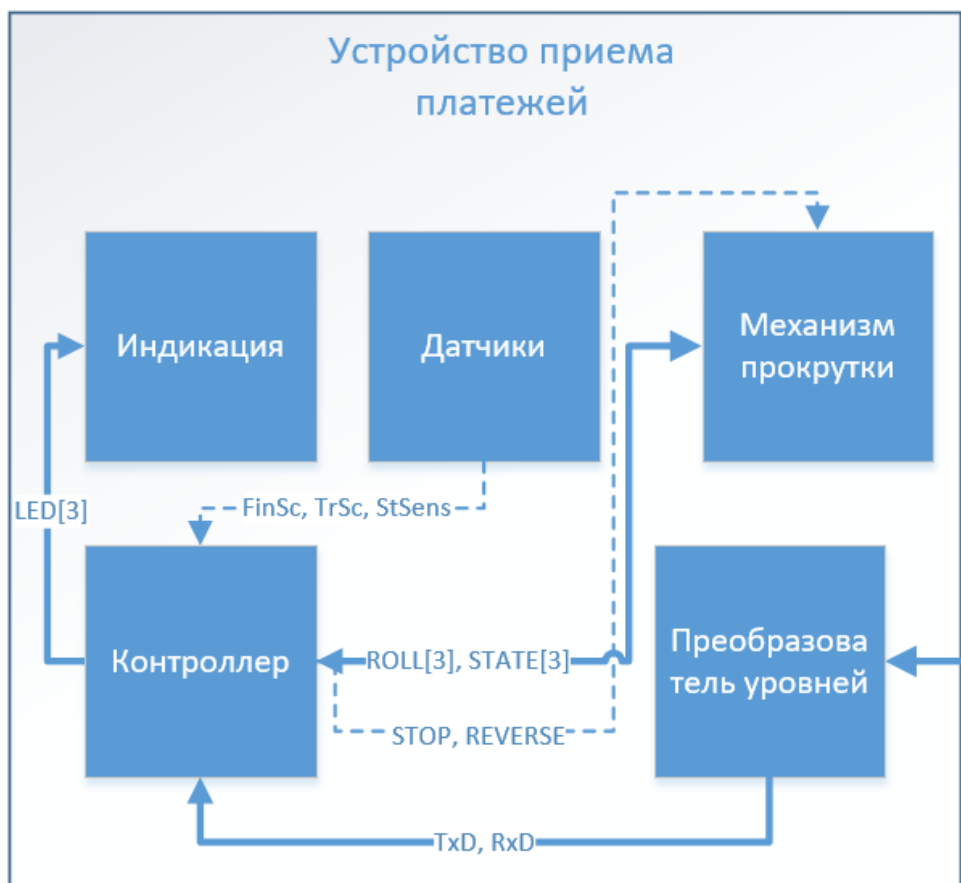 Устройство приема
платежей
Индикация
Датчики
Механизм
прокрутки
LED[3]
FinSc, TrSc, StSens
Контроллер
ROLL[3], STATE[3]
Преобразова
тель уровней
STOP, REVERSE
TxD, RxD